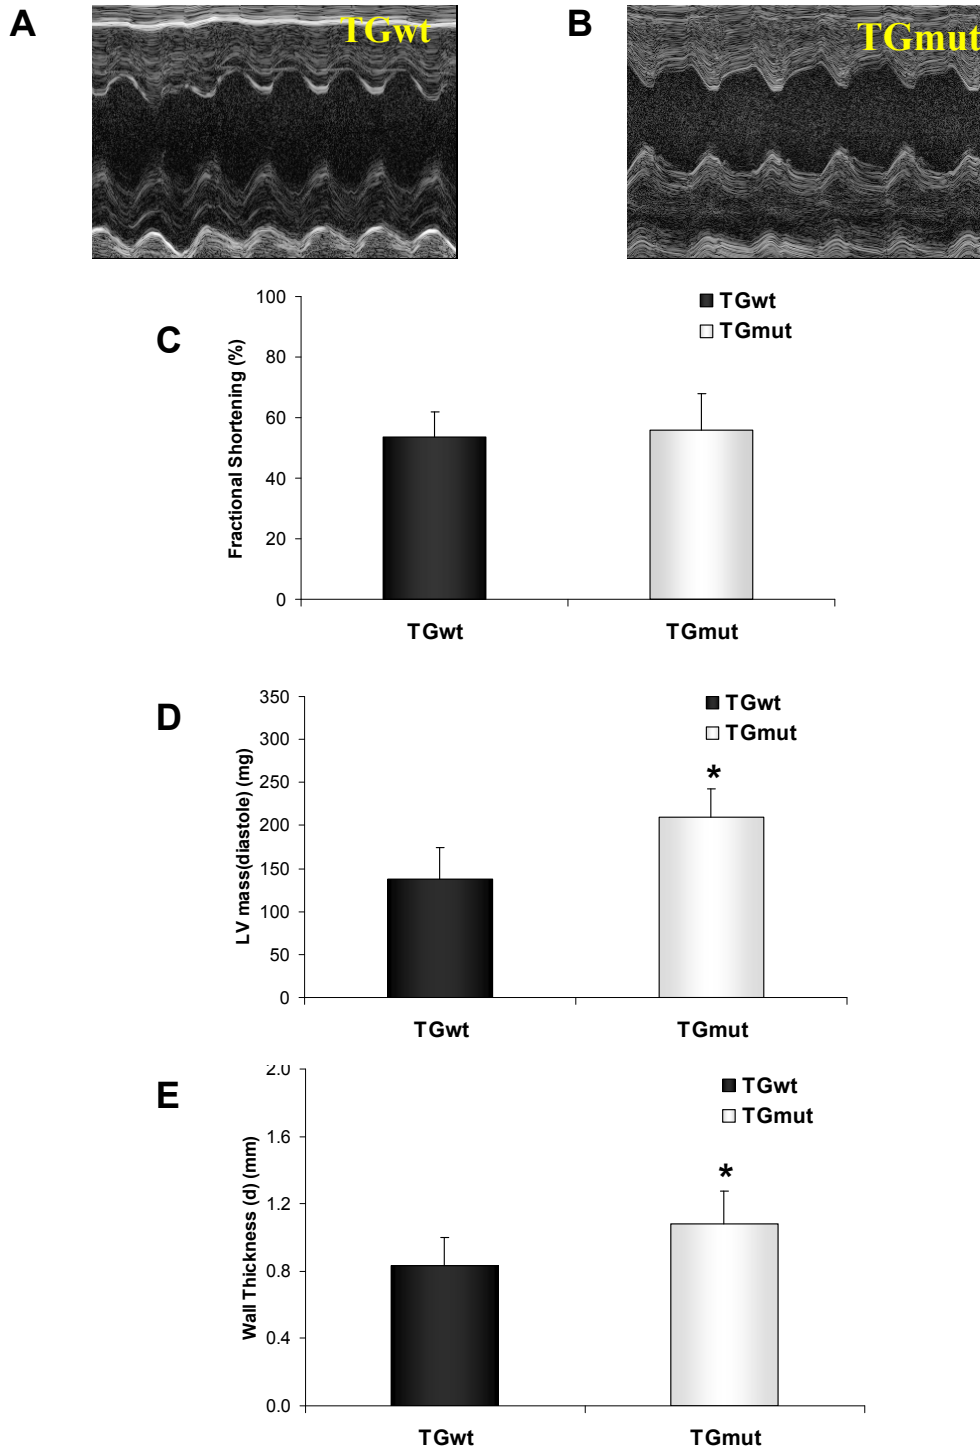 A
TGwt
B
TGmut
C
Fractional Shortening (%)
100
80
60
40
20
0
TGwt
TGmut
TGwt
TGmut
D
LV mass(diastole) (mg)
350
300
250
200
150
100
50
0
TGwt
TGmut
*
TGwt
TGmut
E
Wall Thickness (d) (mm)
2.0
1.6
1.2
0.8
0.4
0.0
TGwt
TGmut
*
TGwt
TGmut